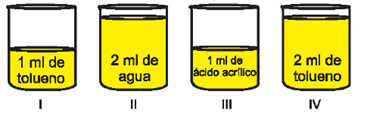 1 ml de
tolueno
2 ml de
agua
1 ml de
ácido acrílico
2 ml de
tolueno
I
II
III
IV